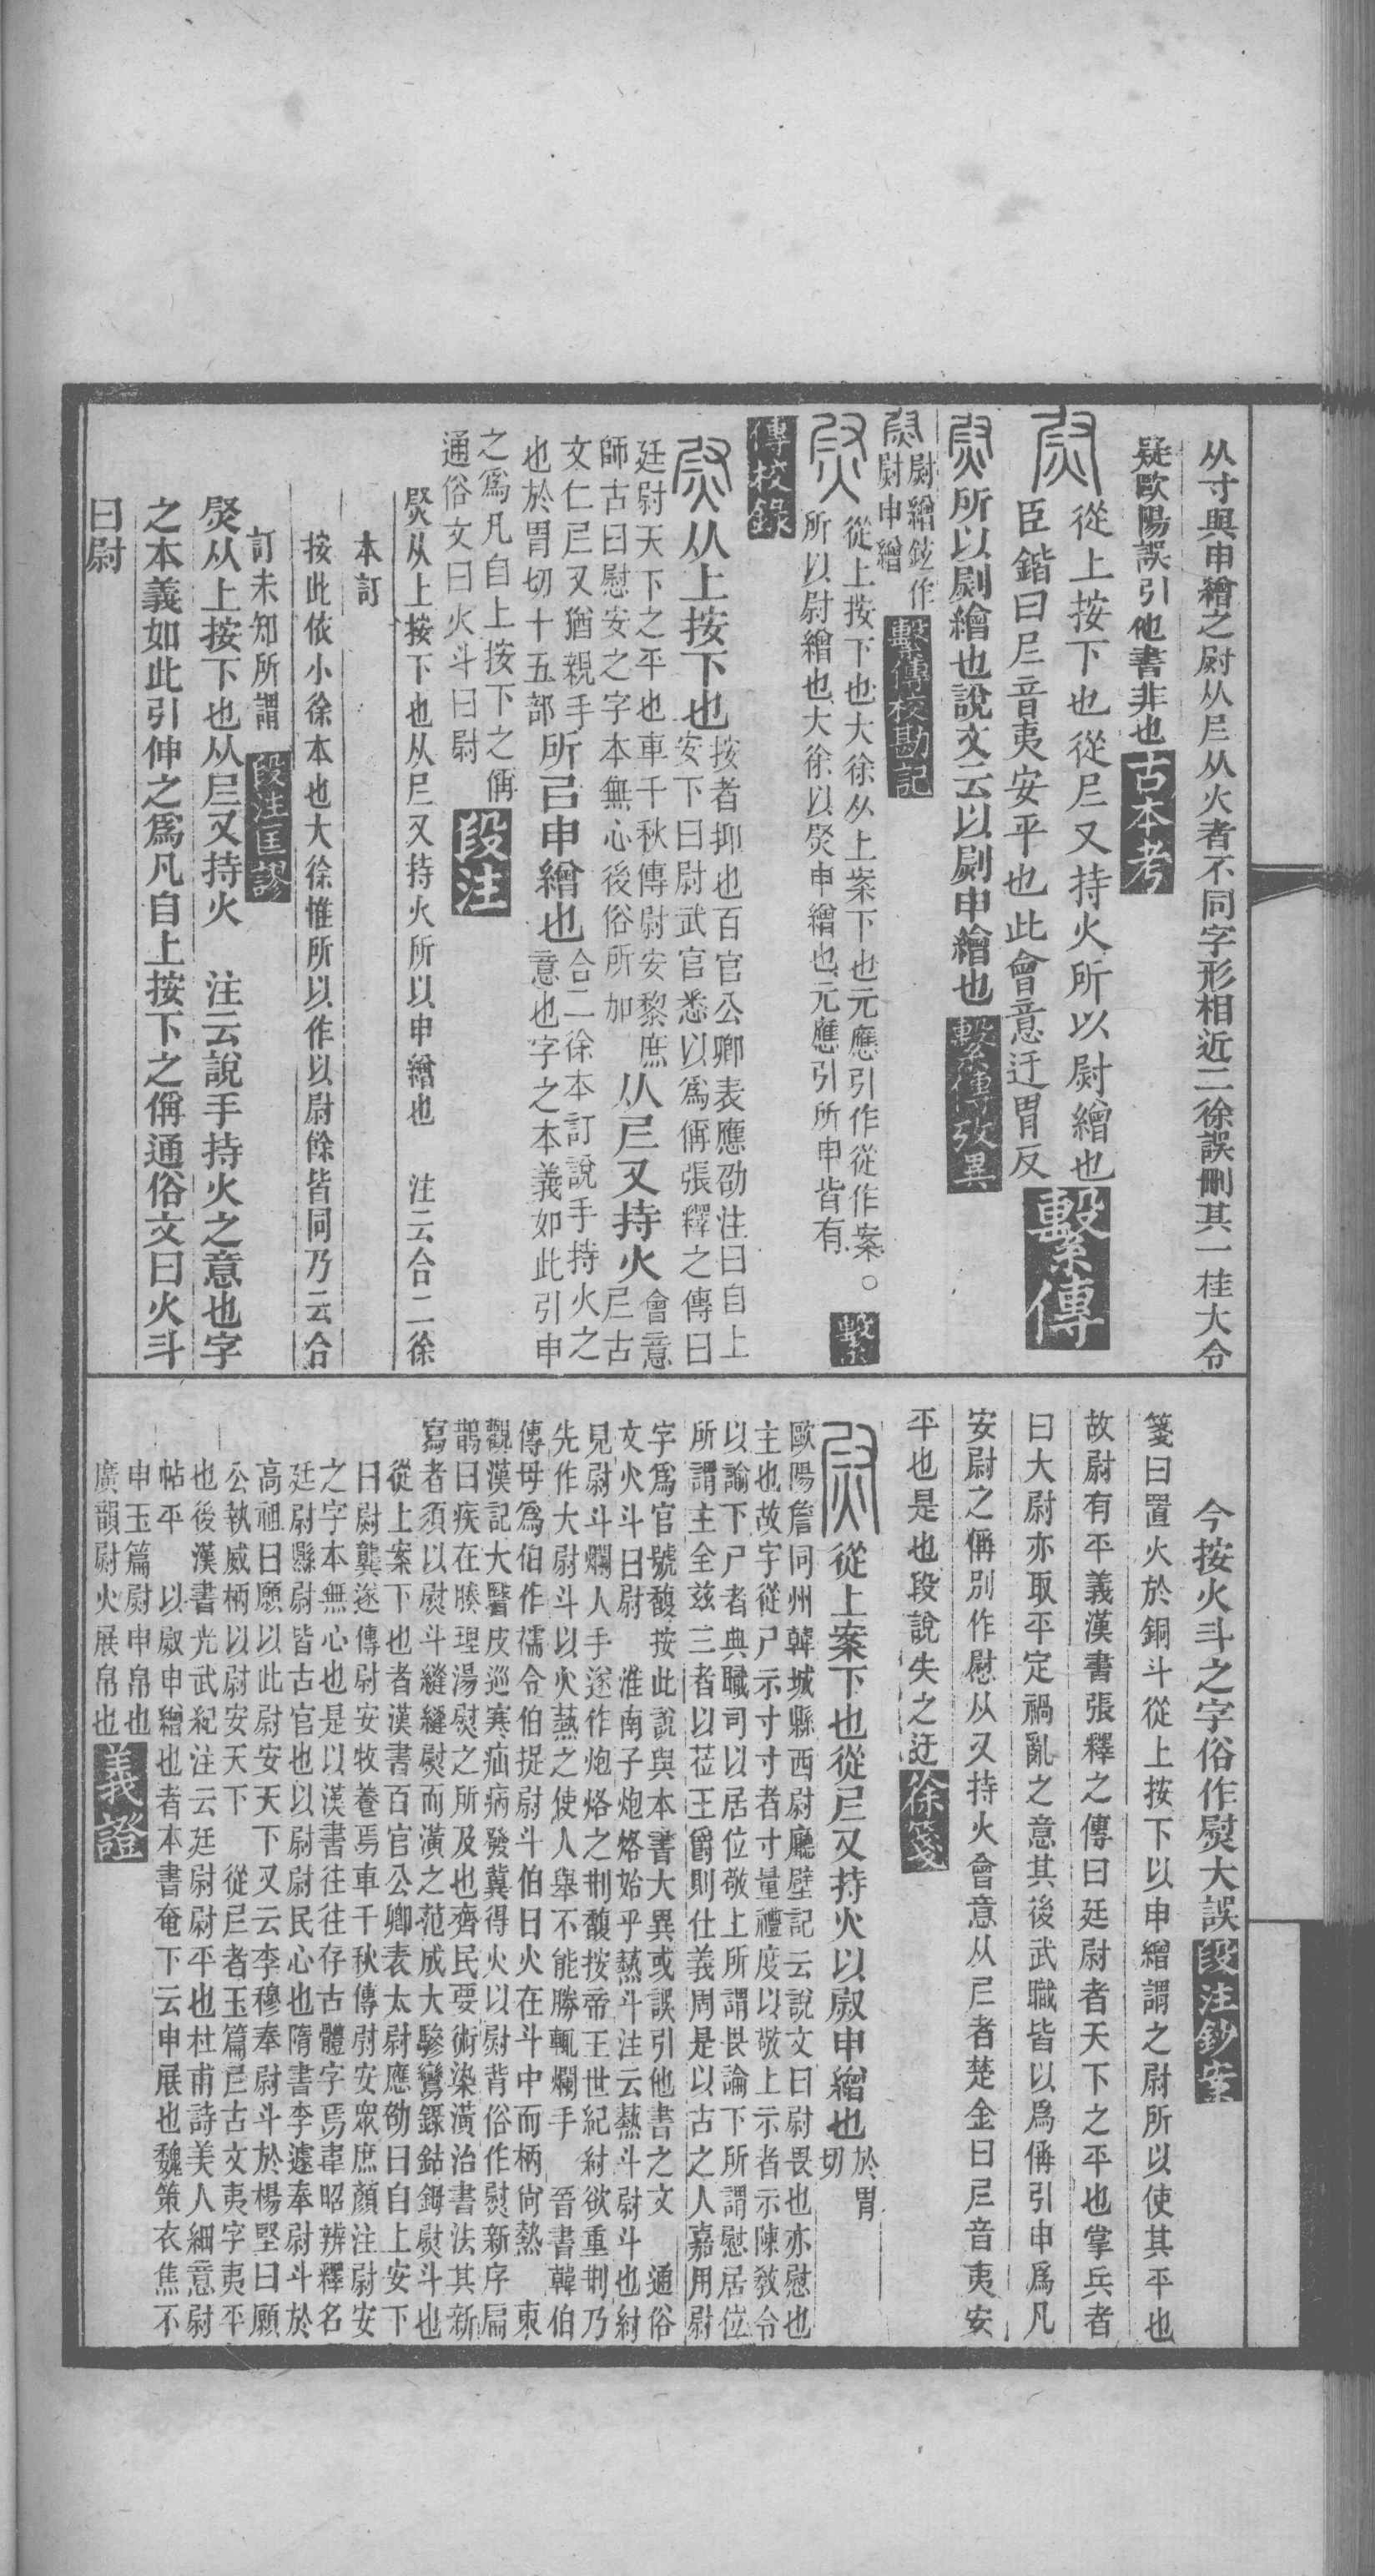 从寸與申繒之尉从𡰥从火者不同字形相近二徐誤刪其一桂大令
疑歐陽誤引他書非也古本考
從上按下也從𡰥又持火所以尉繒也
臣鍇曰𡰥音夷安平也此會意迂胃反繫傳
所以㷉繒也說文云以㷉申繒也繫傳攷異
尉繒鉉作
尉申繒繫傳校勘記
從上按下也大徐从上案下也元應引作從作案○
所以尉繒也大徐以尉申繒也元應引所申皆有繫
傳校錄
从上按下也按者抑也百官公卿表應劭注曰自上
安下曰尉武官悉以爲偁張釋之傳曰
廷尉天下之平也車千秋傳尉安黎庶
師古曰慰安之字本無心後俗所加从𡰥又持火會意
𡰥古
文仁𡰥又猶親手
也於胃切十五部所㠯申繒也合二徐本訂說手持火之
意也字之本義如此引申
之爲凡自上按下之偁
通俗文曰火斗曰尉段注
尉从上按下也从𡰥又持火所以申繒也 注云合二徐
本訂
按此依小徐本也大徐惟所以作以尉餘皆同乃云合
訂未知所謂段注匡謬
尉从上按下也从𡰥又持火 注云說手持火之意也字
之本義如此引伸之爲凡自上按下之偁通俗文曰火斗
曰尉
今按火斗之字俗作熨大誤段注鈔案
箋曰置火於銅斗從上按下以申繒謂之尉所以使其平也
故尉有平義漢書張釋之傳曰廷尉者天下之平也掌兵者
曰大尉亦取平定禍亂之意其後武職皆以爲偁引申爲凡
安尉之偁別作慰从又持火會意从𡰥者楚金曰𡰥音夷安
平也是也段說失之迂徐箋
從上案下也從𡰥又持火以尉申繒也於胃
切
歐陽詹同州韓城縣西尉廳壁記云說文曰尉畏也亦慰也
主也故字從尸示寸寸者寸量禮度以敬上示者示陳敎令
以諭下尸者典職司以居位敬上所謂畏諭下所謂慰居位
所謂主全兹三者以莅王爵則仕義周是以古之人嘉用尉
字爲官號馥按此說與本書大異或誤引他書之文 通俗
文火斗曰尉 淮南子炮烙始乎熱斗注云熱斗尉斗也紂
見尉斗爛人手遂作炮烙之刑馥按帝王世紀紂欲重刑乃
先作大尉斗以火熱之使人舉不能勝輒爛手 晉書韓伯
傳母爲伯作襦令伯捉尉斗伯曰火在斗中而柄尙熱 東
觀漢記大醫皮巡寒疝病發冀得火以尉背俗作熨新序扁
鵲曰疾在腠理湯熨之所及也齊民要術染潢治書法其新
寫者須以熨斗縫縫熨而潢之范成大驂鸞錄鈷鉧熨斗也
從上案下也者漢書百官公卿表太尉應劭曰自上安下
曰尉龔遂傳尉安牧養焉車千秋傳尉安眾庶顏注尉安
之字本無心也是以漢書往往存古體字焉韋昭辨釋名
廷尉縣尉皆古官也以尉尉民心也隋書李遽奉尉斗於
高祖曰願以此尉安天下又云李穆奉尉斗於楊堅曰願
公執威柄以尉安天下 從𡰥者玉篇𡰥古文夷字夷平
也後漢書光武紀注云廷尉尉平也杜甫詩美人細意尉
帖平 以尉申繒也者本書奄下云申展也魏策衣焦不
申玉篇尉申帛也
廣韻尉火展帛也義證